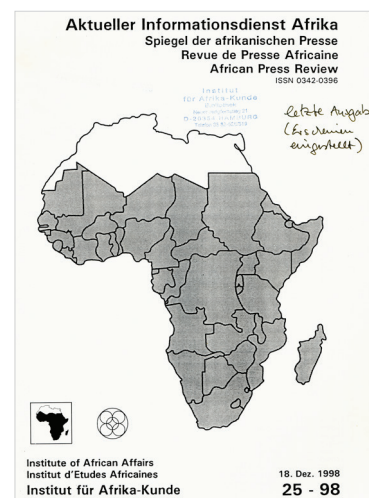 Aktueller Informationsdienst Afrika
Spiegel der afrikanischen Presse
Revue de Presse Africaine
African Press Review
ISSN 0342-0396
Institut
für Afrika-Kunde
HAMBURG
letzte Ausgabe
(Erscheinen
eingestellt)
Institute of African Affairs
Institut d'Etudes Africaines
Institut für Afrika-Kunde
18. Dez. 1998
25 - 98